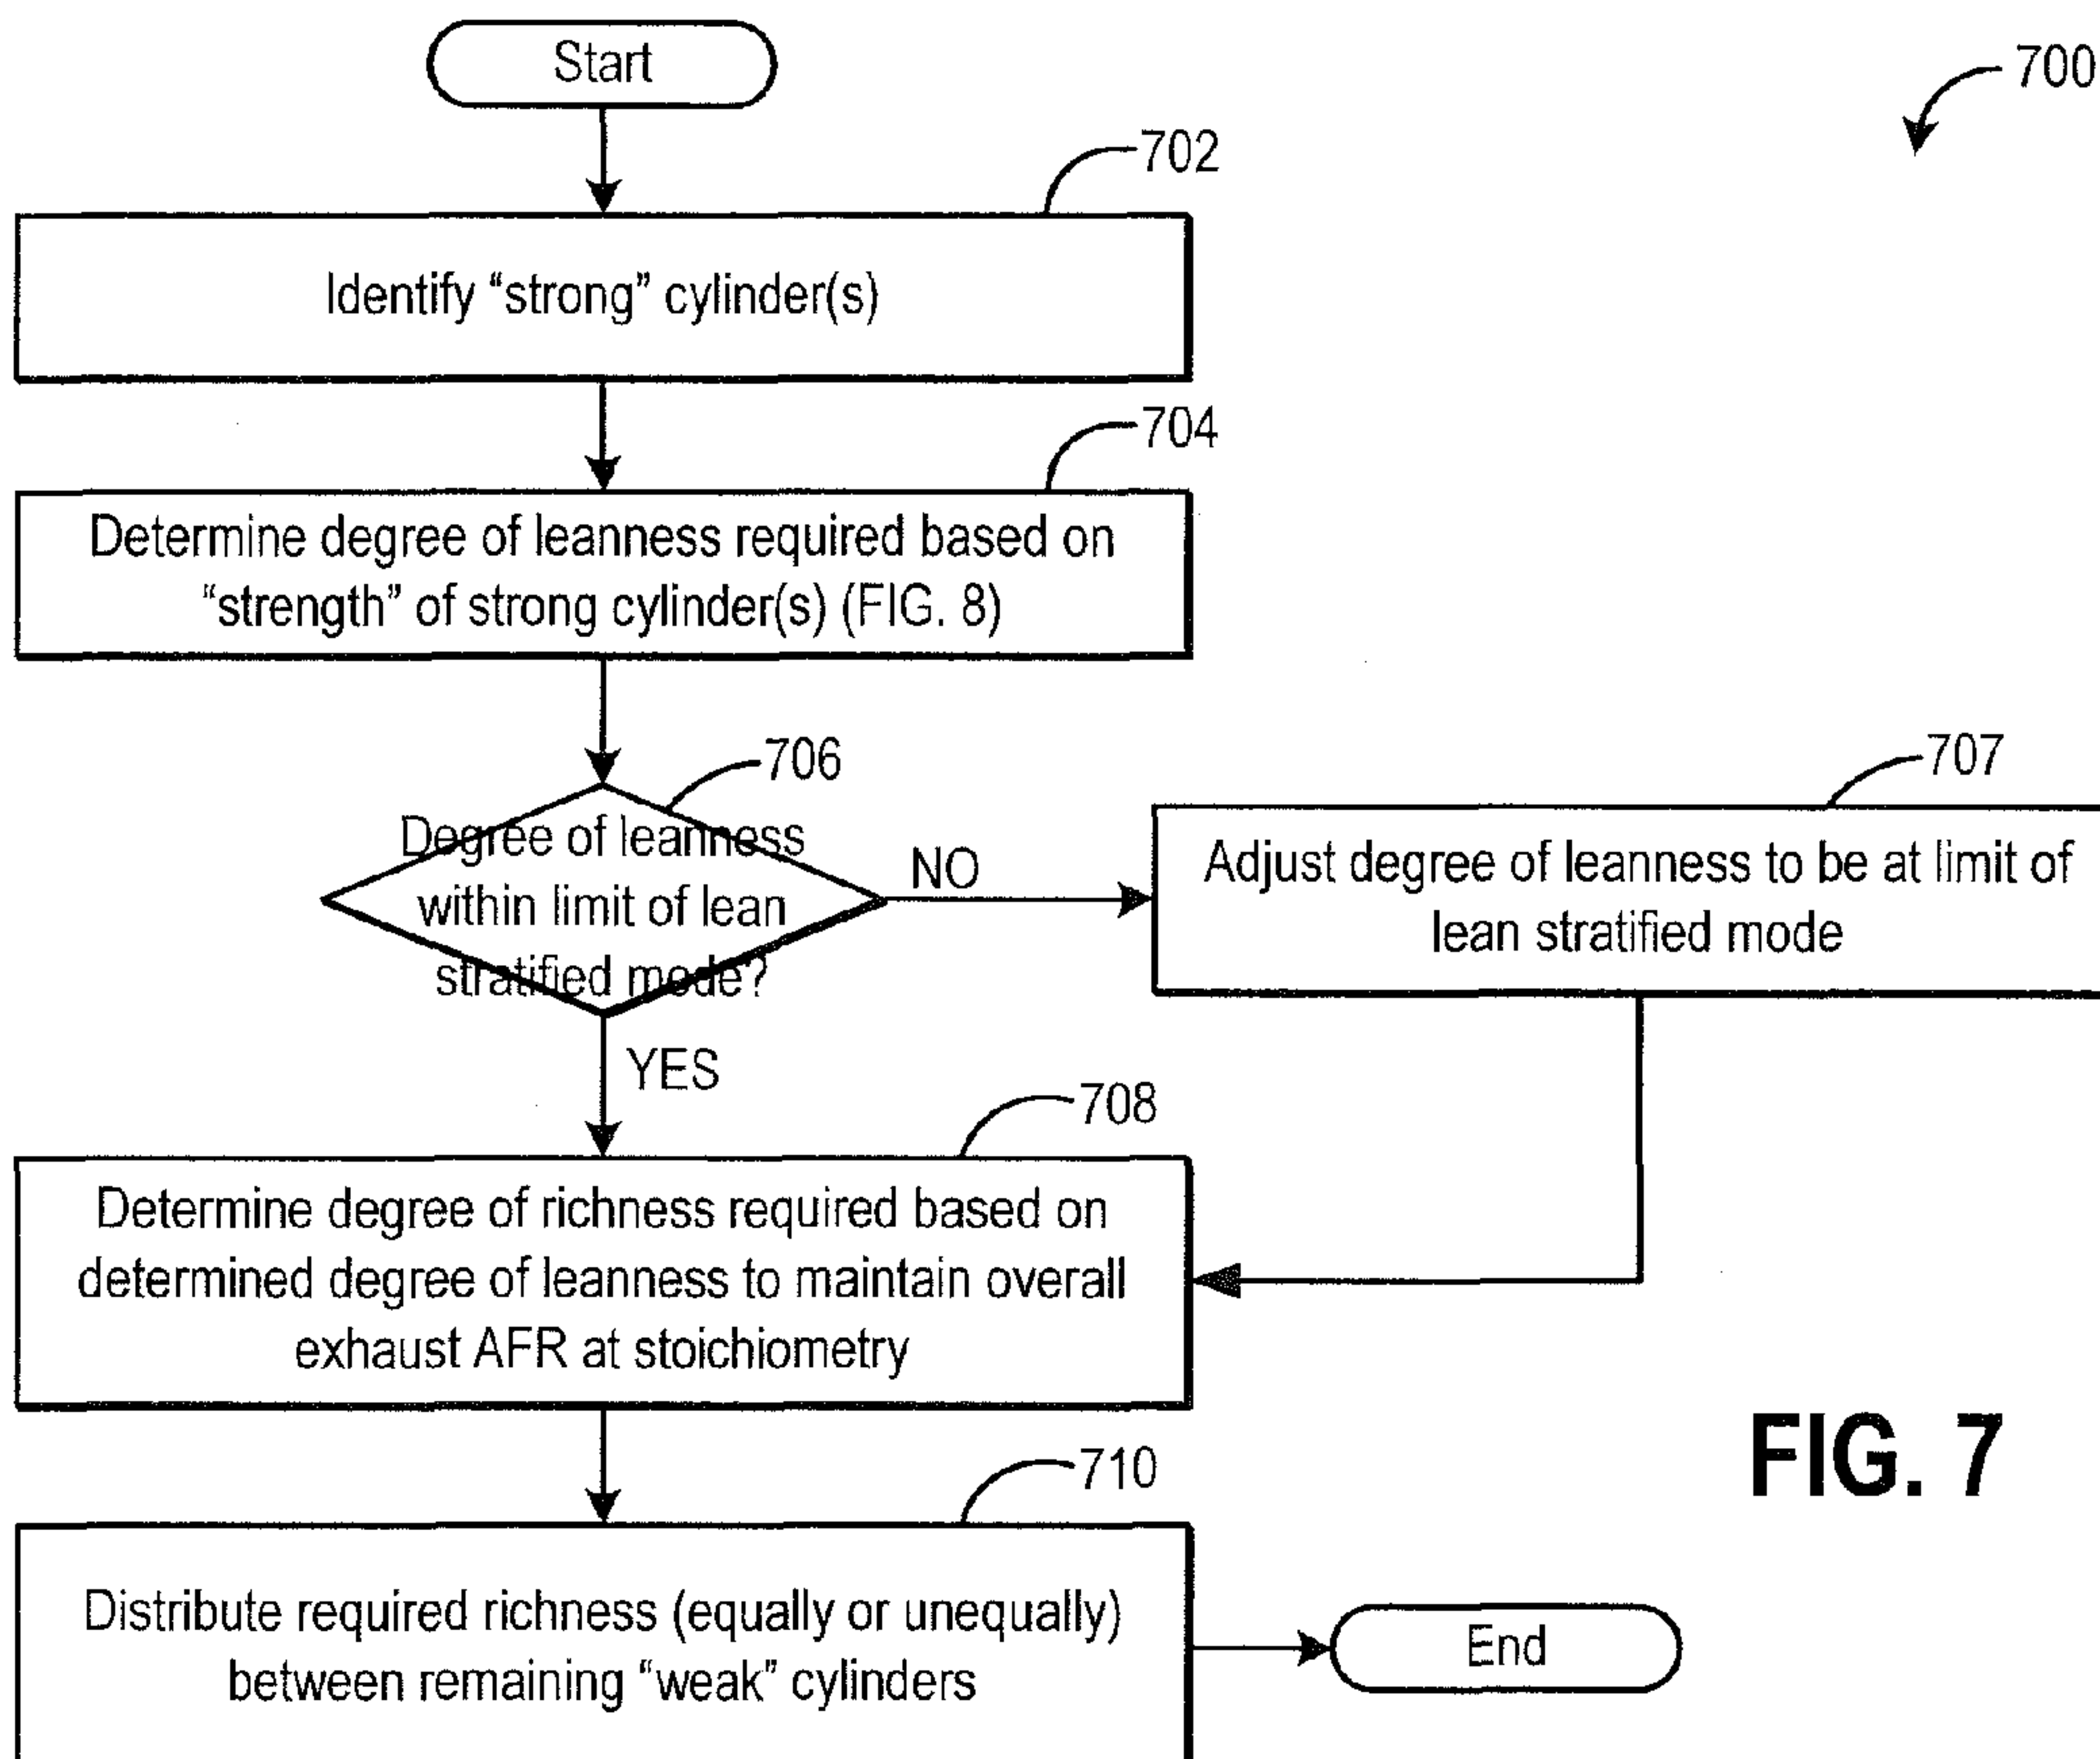 Start
700
702
Identify “strong” cylinder(s)
704
Determine degree of leanness required based on
“strength” of strong cylinder(s) (FIG. 8)
706
Degree of leanness
within limit of lean
stratified mode?
NO
707
Adjust degree of leanness to be at limit of
lean stratified mode
YES
708
Determine degree of richness required based on
determined degree of leanness to maintain overall
exhaust AFR at stoichiometry
FIG. 7
710
Distribute required richness (equally or unequally)
between remaining “weak” cylinders
End